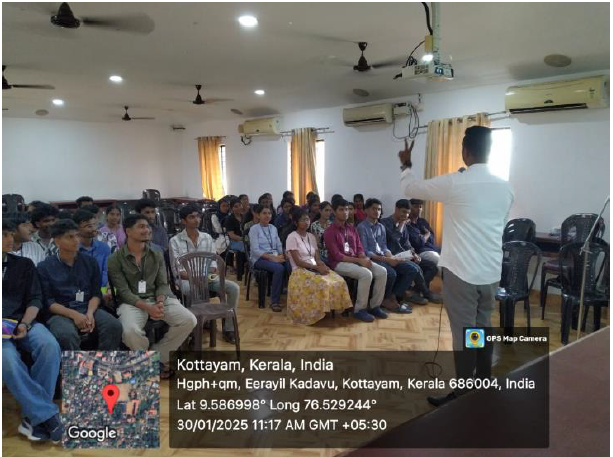 GPS Map Camera
Kottayam, Kerala, India
Hgph+qm, Eerayil Kadavu, Kottayam, Kerala 686004, India
Lat 9.586998° Long 76.529244°
30/01/2025 11:17 AM GMT +05:30
Google